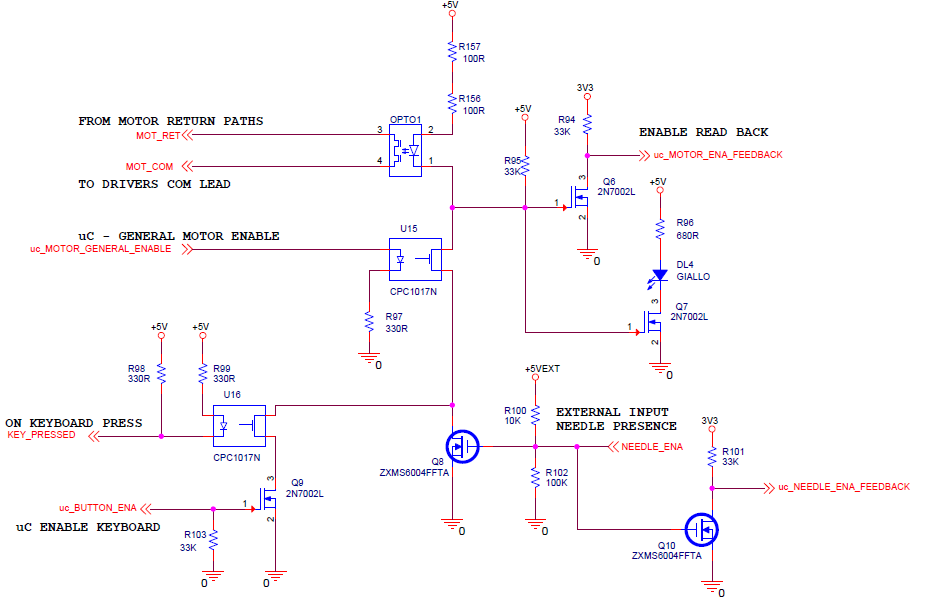 +5V
R157
100R
R156
100R
FROM MOTOR RETURN PATHS
MOT_RET
3
OPTO1
2
MOT_COM
4
1
TO DRIVERS COM LEAD
+5V
R95
33K
3V3
R94
33K
ENABLE READ BACK
uc_MOTOR_ENA_FEEDBACK
3
Q6
2N7002L
1
2
0
uC - GENERAL MOTOR ENABLE
uc_MOTOR_GENERAL_ENABLE
U15
CPC1017N
R97
330R
0
+5V
R96
680R
DL4
GIALLO
3
Q7
2N7002L
1
2
0
+5V
+5V
R98
330R
R99
330R
U16
CPC1017N
ON KEYBOARD PRESS
KEY_PRESSED
3
Q9
2N7002L
1
2
0
uc_BUTTON_ENA
uC ENABLE KEYBOARD
R103
33K
0
Q8
ZXMS6004FFTA
0
+5VEXT
R100
10K
EXTERNAL INPUT
NEEDLE PRESENCE
NEEDLE_ENA
R102
100K
0
3V3
R101
33K
uc_NEEDLE_ENA_FEEDBACK
Q10
ZXMS6004FFTA
0